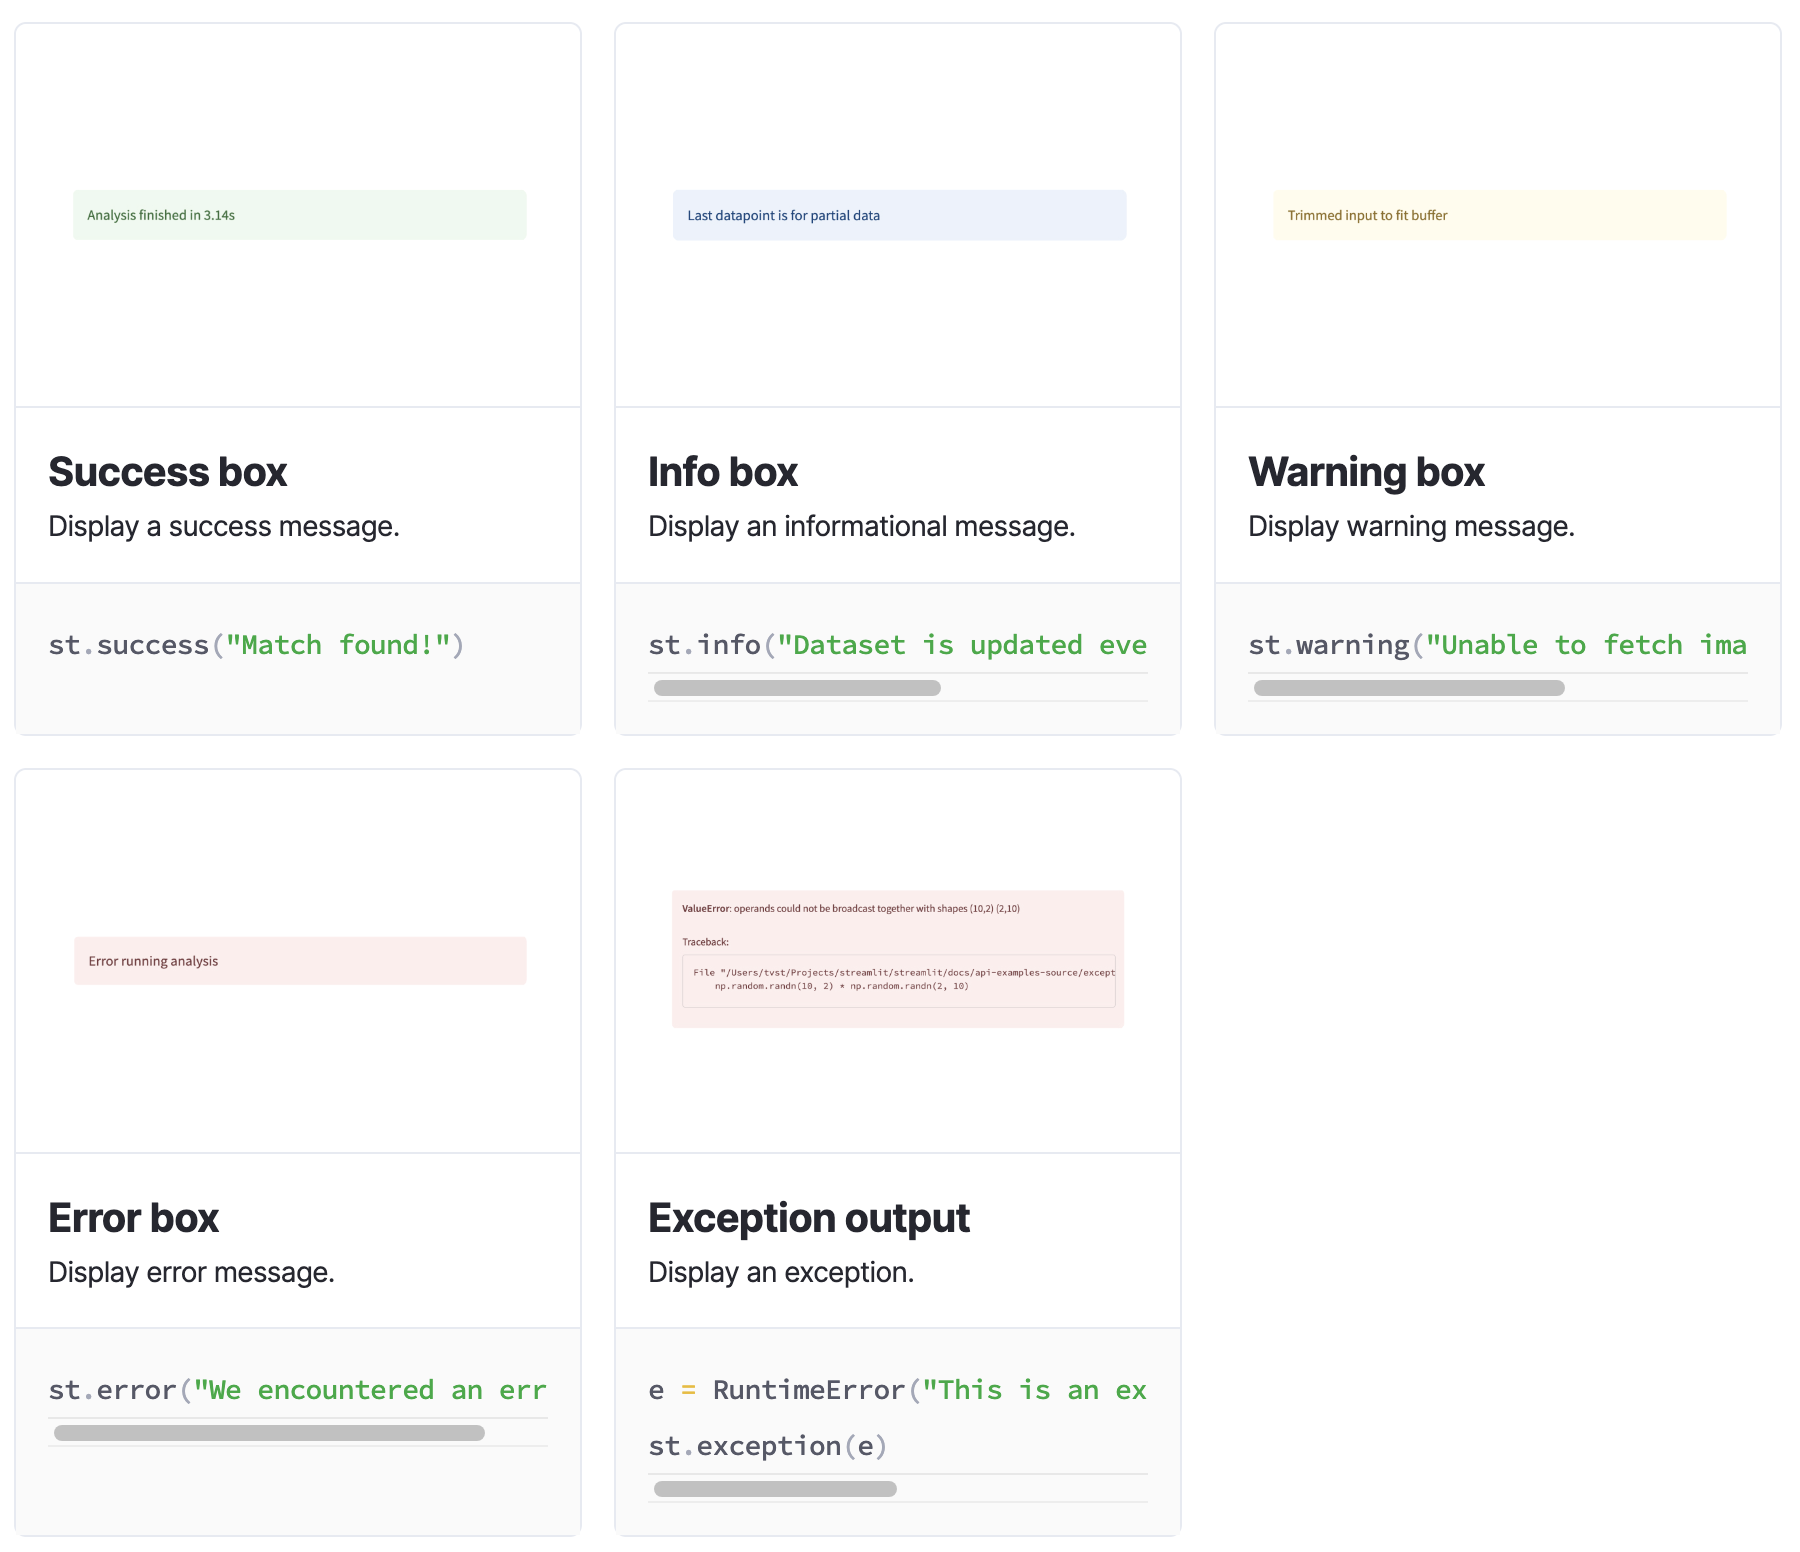 Analysis finished in 3.14s
Success box
Display a success message.
st.success("Match found!")
Last datapoint is for partial data
Info box
Display an informational message.
st.info("Dataset is updated eve
Trimmed input to fit buffer
Warning box
Display warning message.
st.warning("Unable to fetch ima
Error running analysis
Error box
Display error message.
st.error("We encountered an err
ValueError: operands could not be broadcast together with shapes (10,2) (2,10)
Traceback:
File "/Users/tvst/Projects/streamlit/streamlit/docs/api-examples-source/except
np.random.randn(10, 2) * np.random.randn(2, 10)
Exception output
Display an exception.
e = RuntimeError("This is an ex
st.exception(e)